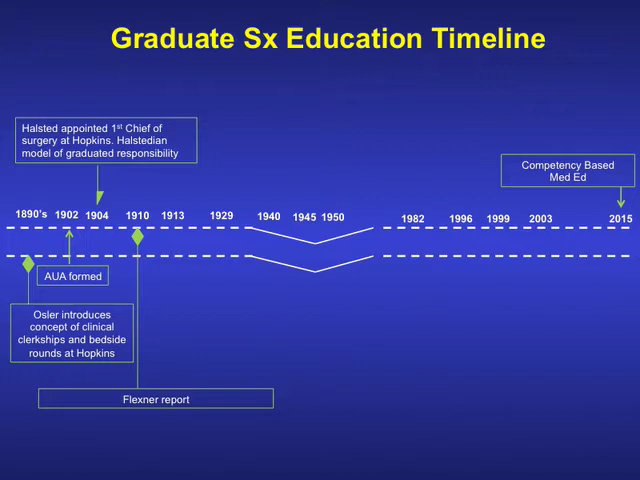 Graduate Sx Education Timeline
Halsted appointed 1st Chief of
surgery at Hopkins. Halstedian
model of graduated responsibility
Competency Based
Med Ed
1890's 1902 1904 1910 1913 1929 1940 1945 1950 1982 1996 1999 2003 2015
AUA formed
Osler introduces
concept of clinical
clerkships and bedside
rounds at Hopkins
Flexner report